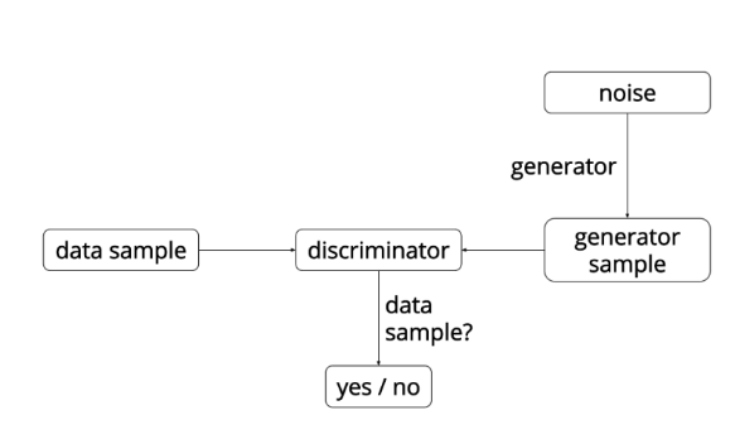 noise
generator
data sample
discriminator
generator
sample
data
sample?
yes / no